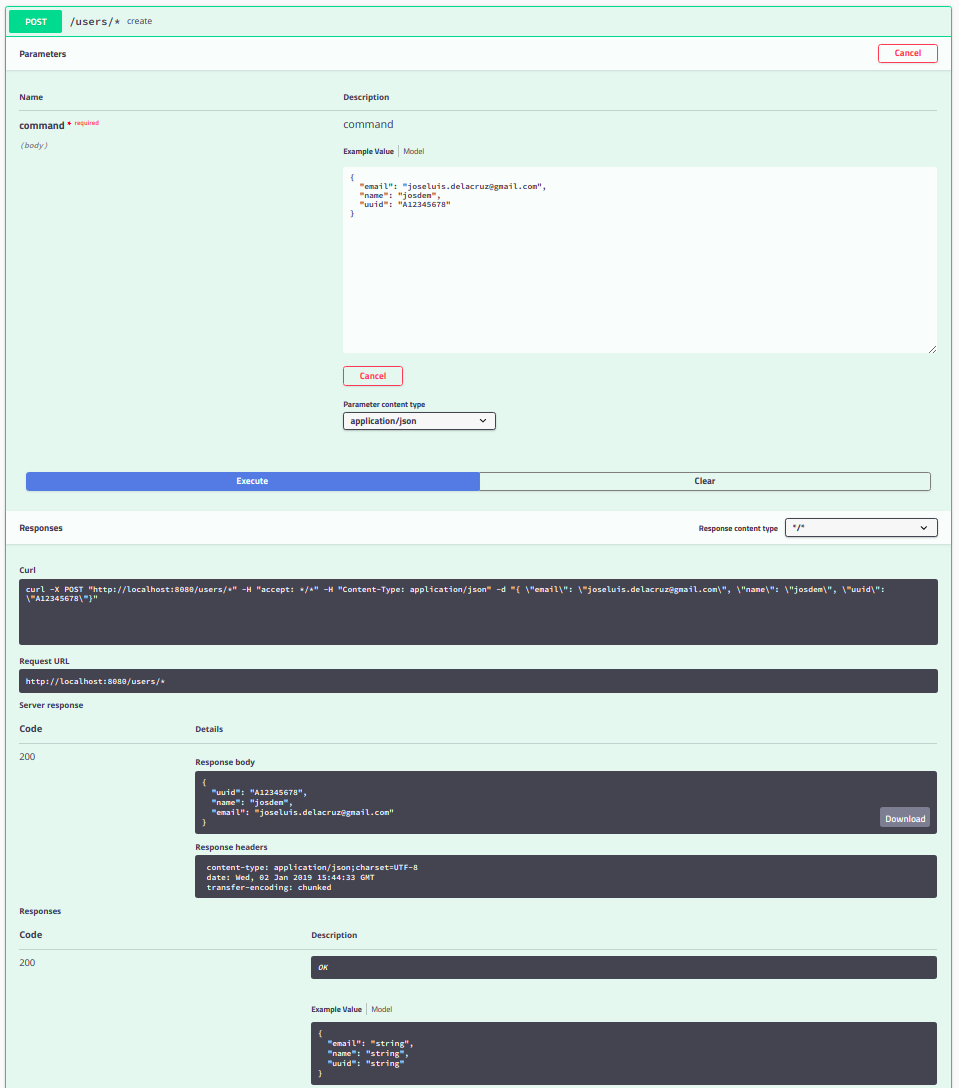 POST /users/* create
Parameters Cancel
Name Description
command * required command
(body)
Example Value Model
{
"email": "joseluis.delacruz@gmail.com",
"name": "josdem",
"uuid": "A12345678"
}
Cancel
Parameter content type
application/json
Execute Clear
Responses Response content type */*
Curl
curl -X POST "http://localhost:8080/users/*" -H "accept: */*" -H "Content-Type: application/json" -d "{ \"email\": \"joseluis.delacruz@gmail.com\", \"name\": \"josdem\", \"uuid\":
\"A12345678\"}"
Request URL
http://localhost:8080/users/*
Server response
Code Details
200
Response body
{
"uuid": "A12345678",
"name": "josdem",
"email": "joseluis.delacruz@gmail.com"
}
Download
Response headers
content-type: application/json;charset=UTF-8
date: Wed, 02 Jan 2019 15:44:33 GMT
transfer-encoding: chunked
Responses
Code Description
200
OK
Example Value Model
{
"email": "string",
"name": "string",
"uuid": "string"
}